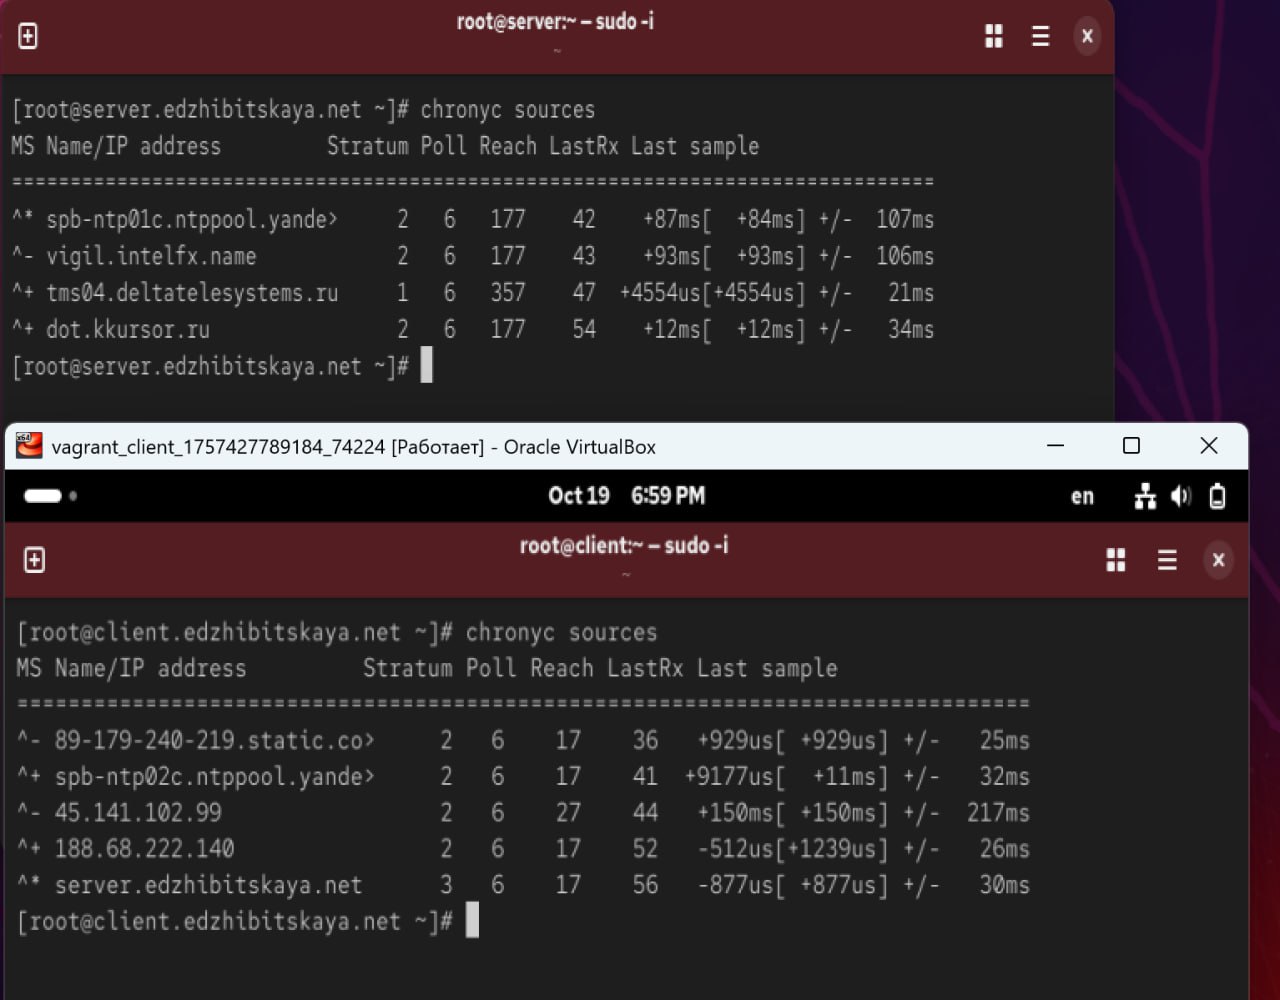 root@server:~ – sudo -i
~
[root@server.edzhibitskaya.net ~]# chronyc sources
MS Name/IP address         Stratum Poll Reach LastRx Last sample
===============================================================================
^* spb-ntp01c.ntppool.yande>     2   6   177    42    +87ms[  +84ms] +/-  107ms
^- vigil.intelfx.name            2   6   177    43    +93ms[  +93ms] +/-  106ms
^+ tms04.deltatelesystems.ru     1   6   357    47  +4554us[+4554us] +/-   21ms
^+ dot.kkursor.ru                2   6   177    54    +12ms[  +12ms] +/-   34ms
[root@server.edzhibitskaya.net ~]#
x64
vagrant_client_1757427789184_74224 [Работает] - Oracle VirtualBox
Oct 19 6:59 PM en
root@client:~ – sudo -i
~
[root@client.edzhibitskaya.net ~]# chronyc sources
MS Name/IP address         Stratum Poll Reach LastRx Last sample
===============================================================================
^- 89-179-240-219.static.co>     2   6    17    36   +929us[ +929us] +/-   25ms
^+ spb-ntp02c.ntppool.yande>     2   6    17    41  +9177us[  +11ms] +/-   32ms
^- 45.141.102.99                 2   6    27    44   +150ms[ +150ms] +/-  217ms
^+ 188.68.222.140                2   6    17    52   -512us[+1239us] +/-   26ms
^* server.edzhibitskaya.net      3   6    17    56   -877us[ +877us] +/-   30ms
[root@client.edzhibitskaya.net ~]#